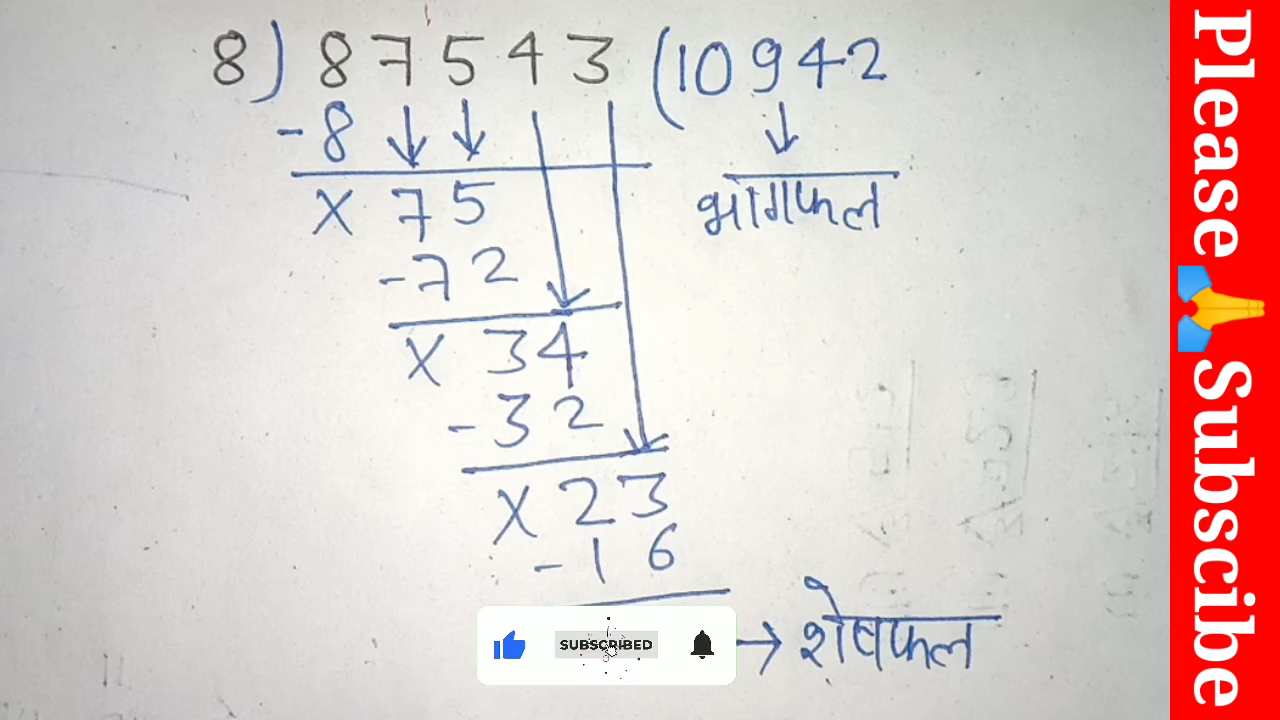 8) 87543 (10942
-8
x 75 भागफल
-72
x 34
-32
x 23
-16
→ शेषफल
SUBSCRIBED
Please Subscibe